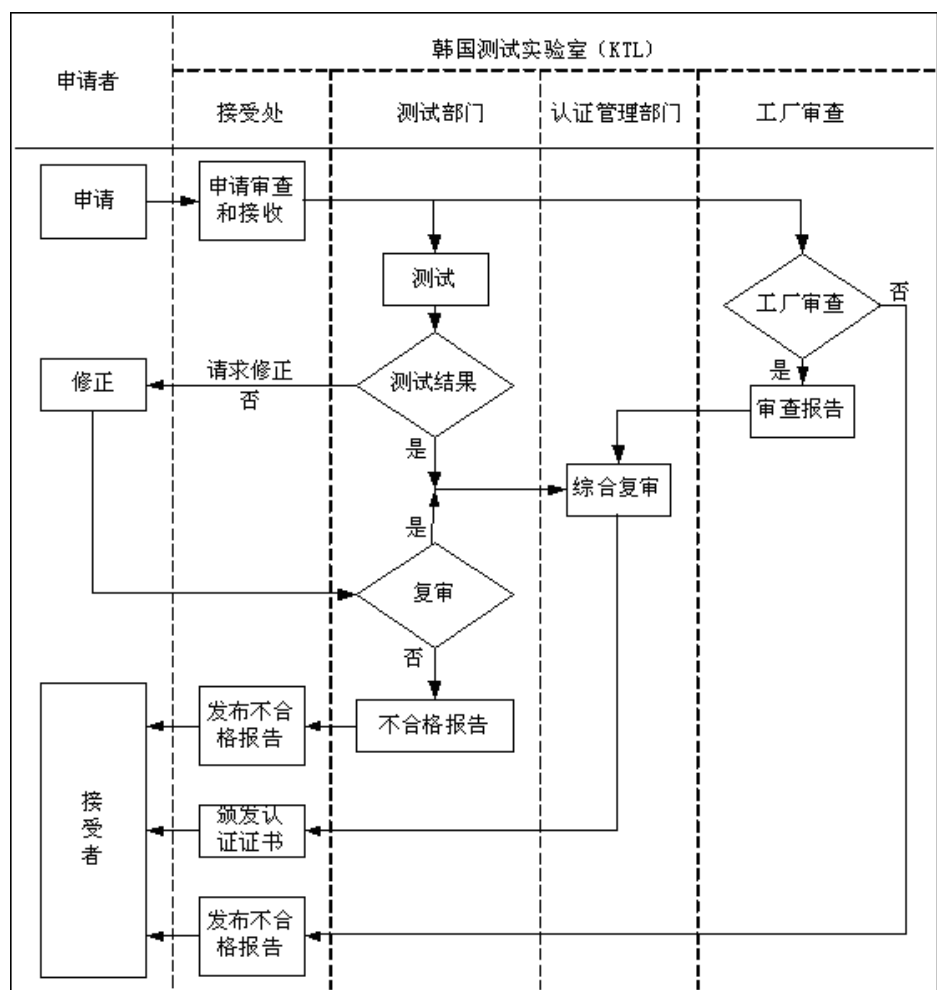 韩国测试实验室（KTL）
申请者
接受处
测试部门
认证管理部门
工厂审查
申请
申请审查
和接收
测试
工厂审查
否
请求修正
否
修正
测试结果
是
审查报告
是
综合复审
是
复审
否
发布不合
格报告
不合格报告
接
受
者
颁发认
证证书
发布不合
格报告